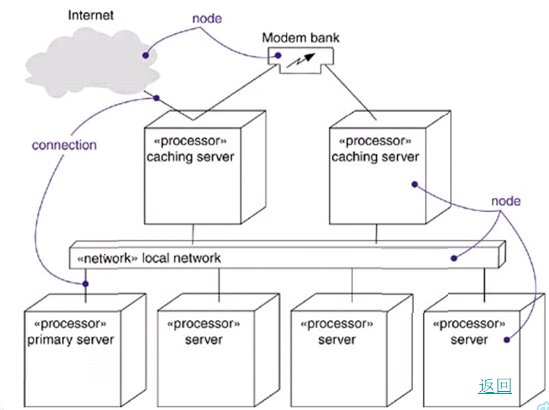 Internet
node
Modem bank
«processor»
caching server
«processor»
caching server
connection
node
«network» local network
«processor»
primary server
«processor»
server
«processor»
server
«processor»
server
返回